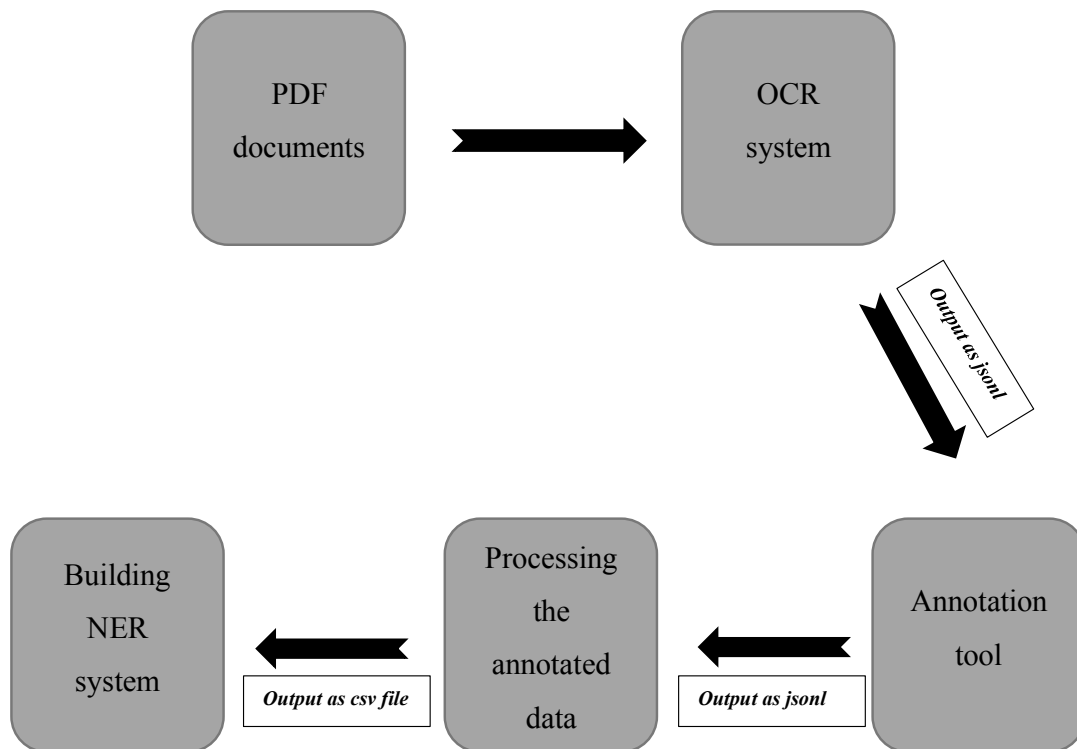 PDF
documents
OCR
system
Output as jsonl
Annotation
tool
Output as jsonl
Processing
the
annotated
data
Output as csv file
Building
NER
system